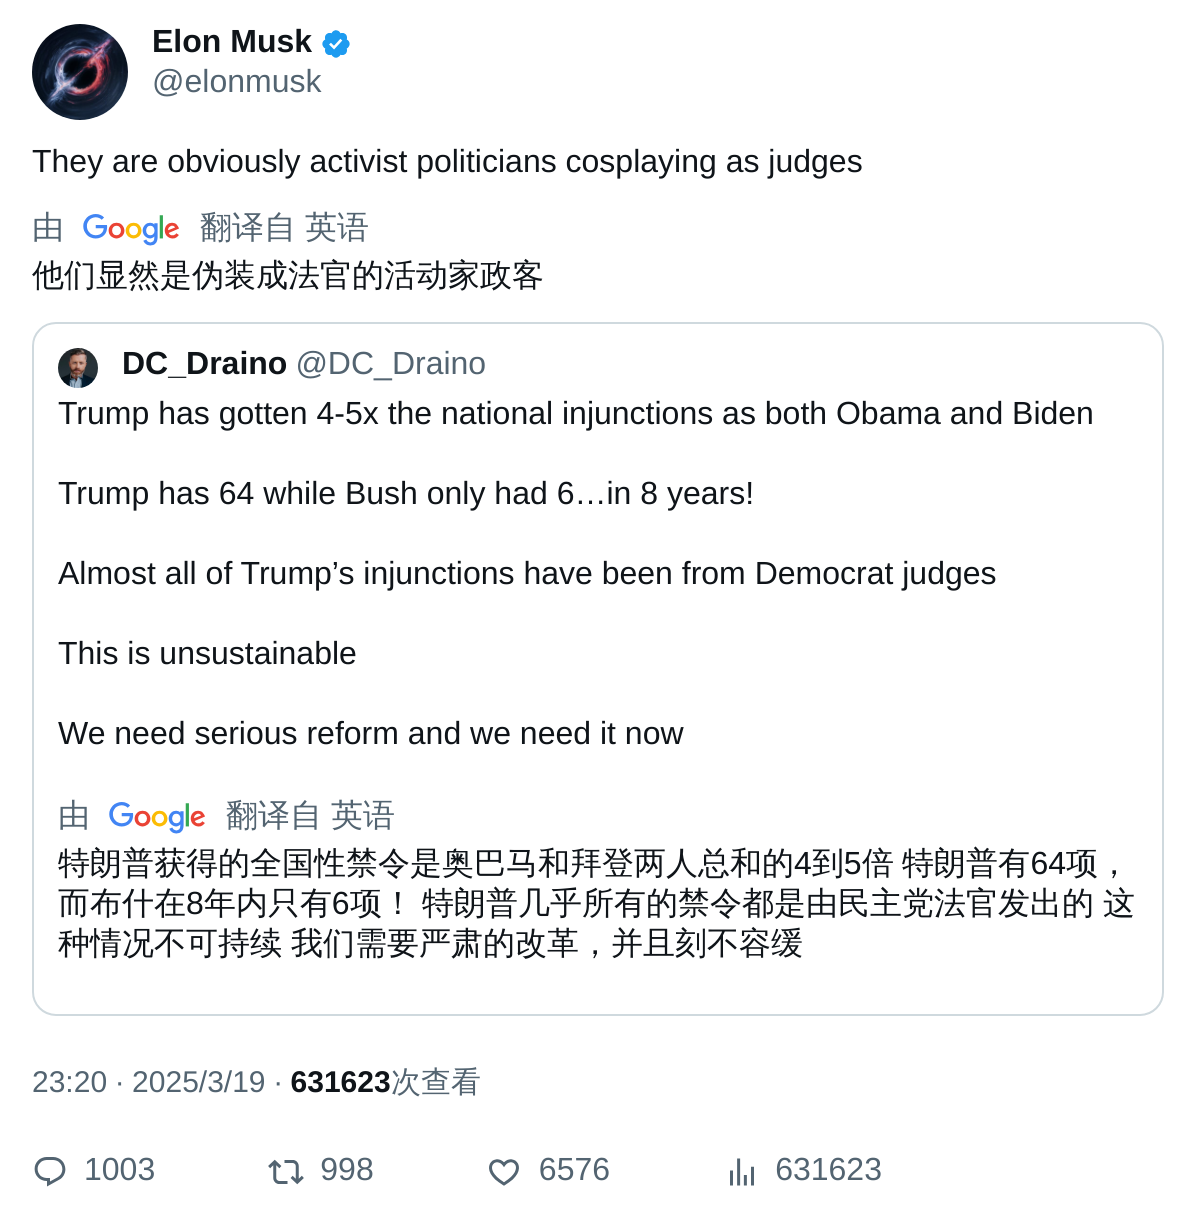 Elon Musk
@elonmusk
They are obviously activist politicians cosplaying as judges
由 Google 翻译自 英语
他们显然是伪装成法官的活动家政客
DC_Draino @DC_Draino
Trump has gotten 4-5x the national injunctions as both Obama and Biden
Trump has 64 while Bush only had 6…in 8 years!
Almost all of Trump’s injunctions have been from Democrat judges
This is unsustainable
We need serious reform and we need it now
由 Google 翻译自 英语
特朗普获得的全国性禁令是奥巴马和拜登两人总和的4到5倍 特朗普有64项，
而布什在8年内只有6项！ 特朗普几乎所有的禁令都是由民主党法官发出的 这
种情况不可持续 我们需要严肃的改革，并且刻不容缓
23:20 · 2025/3/19 · 631623次查看
1003 998 6576 631623